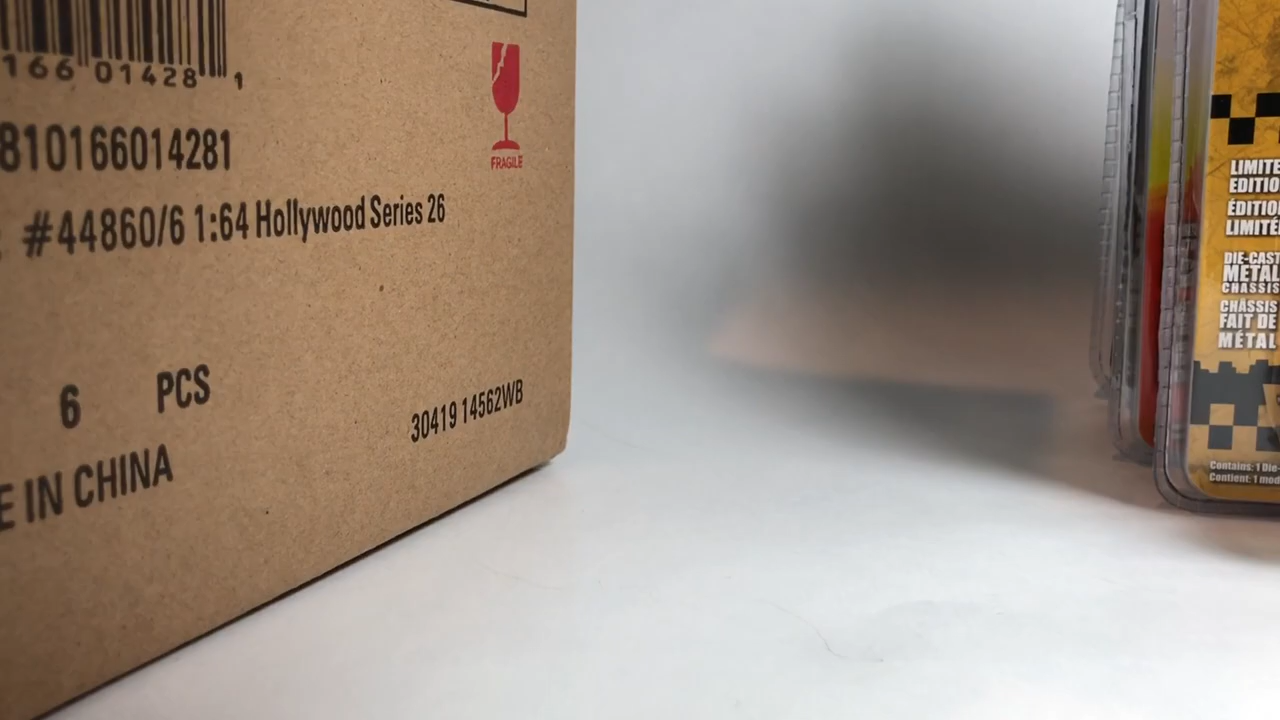 166 01428 1
810166014281
FRAGILE
#44860/6 1:64 Hollywood Series 26
6 PCS
30419 14562WB
E IN CHINA
LIMITE
EDITIO
ÉDITIO
LIMITÉ
DIE-CAST
METAL
CHASSIS
CHÂSSIS
FAIT DE
MÉTAL
Contains: 1 Die-
Contient: 1 mod